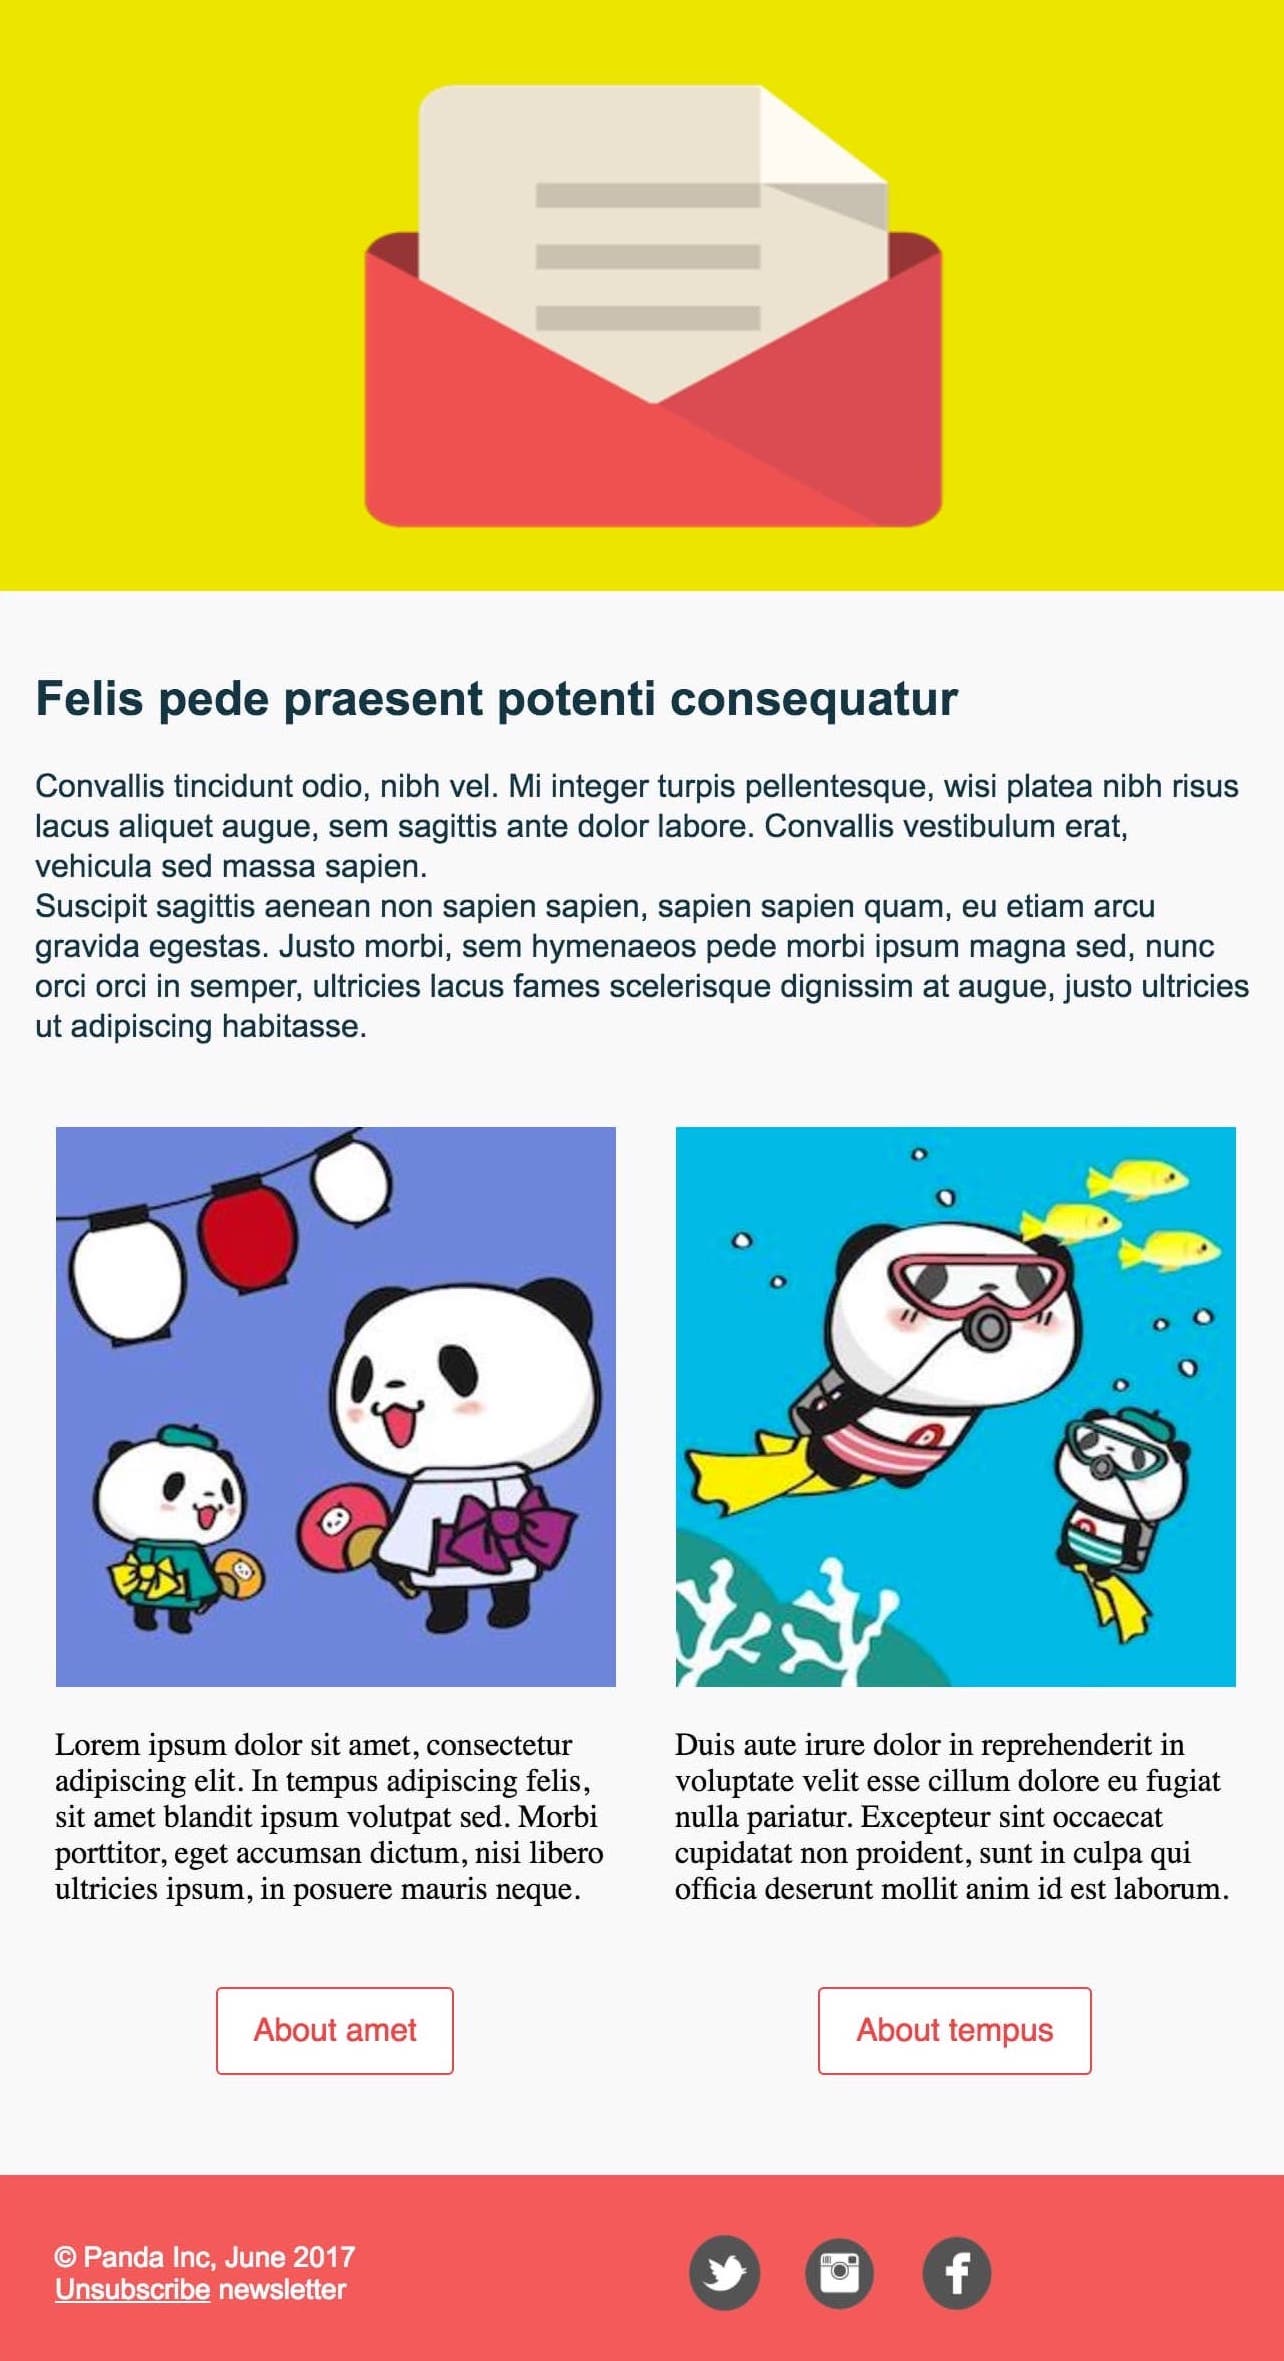 Felis pede praesent potenti consequatur
Convallis tincidunt odio, nibh vel. Mi integer turpis pellentesque, wisi platea nibh risus
lacus aliquet augue, sem sagittis ante dolor labore. Convallis vestibulum erat,
vehicula sed massa sapien.
Suscipit sagittis aenean non sapien sapien, sapien sapien quam, eu etiam arcu
gravida egestas. Justo morbi, sem hymenaeos pede morbi ipsum magna sed, nunc
orci orci in semper, ultricies lacus fames scelerisque dignissim at augue, justo ultricies
ut adipiscing habitasse.
Lorem ipsum dolor sit amet, consectetur
adipiscing elit. In tempus adipiscing felis,
sit amet blandit ipsum volutpat sed. Morbi
porttitor, eget accumsan dictum, nisi libero
ultricies ipsum, in posuere mauris neque.
Duis aute irure dolor in reprehenderit in
voluptate velit esse cillum dolore eu fugiat
nulla pariatur. Excepteur sint occaecat
cupidatat non proident, sunt in culpa qui
officia deserunt mollit anim id est laborum.
About amet
About tempus
© Panda Inc, June 2017
Unsubscribe newsletter